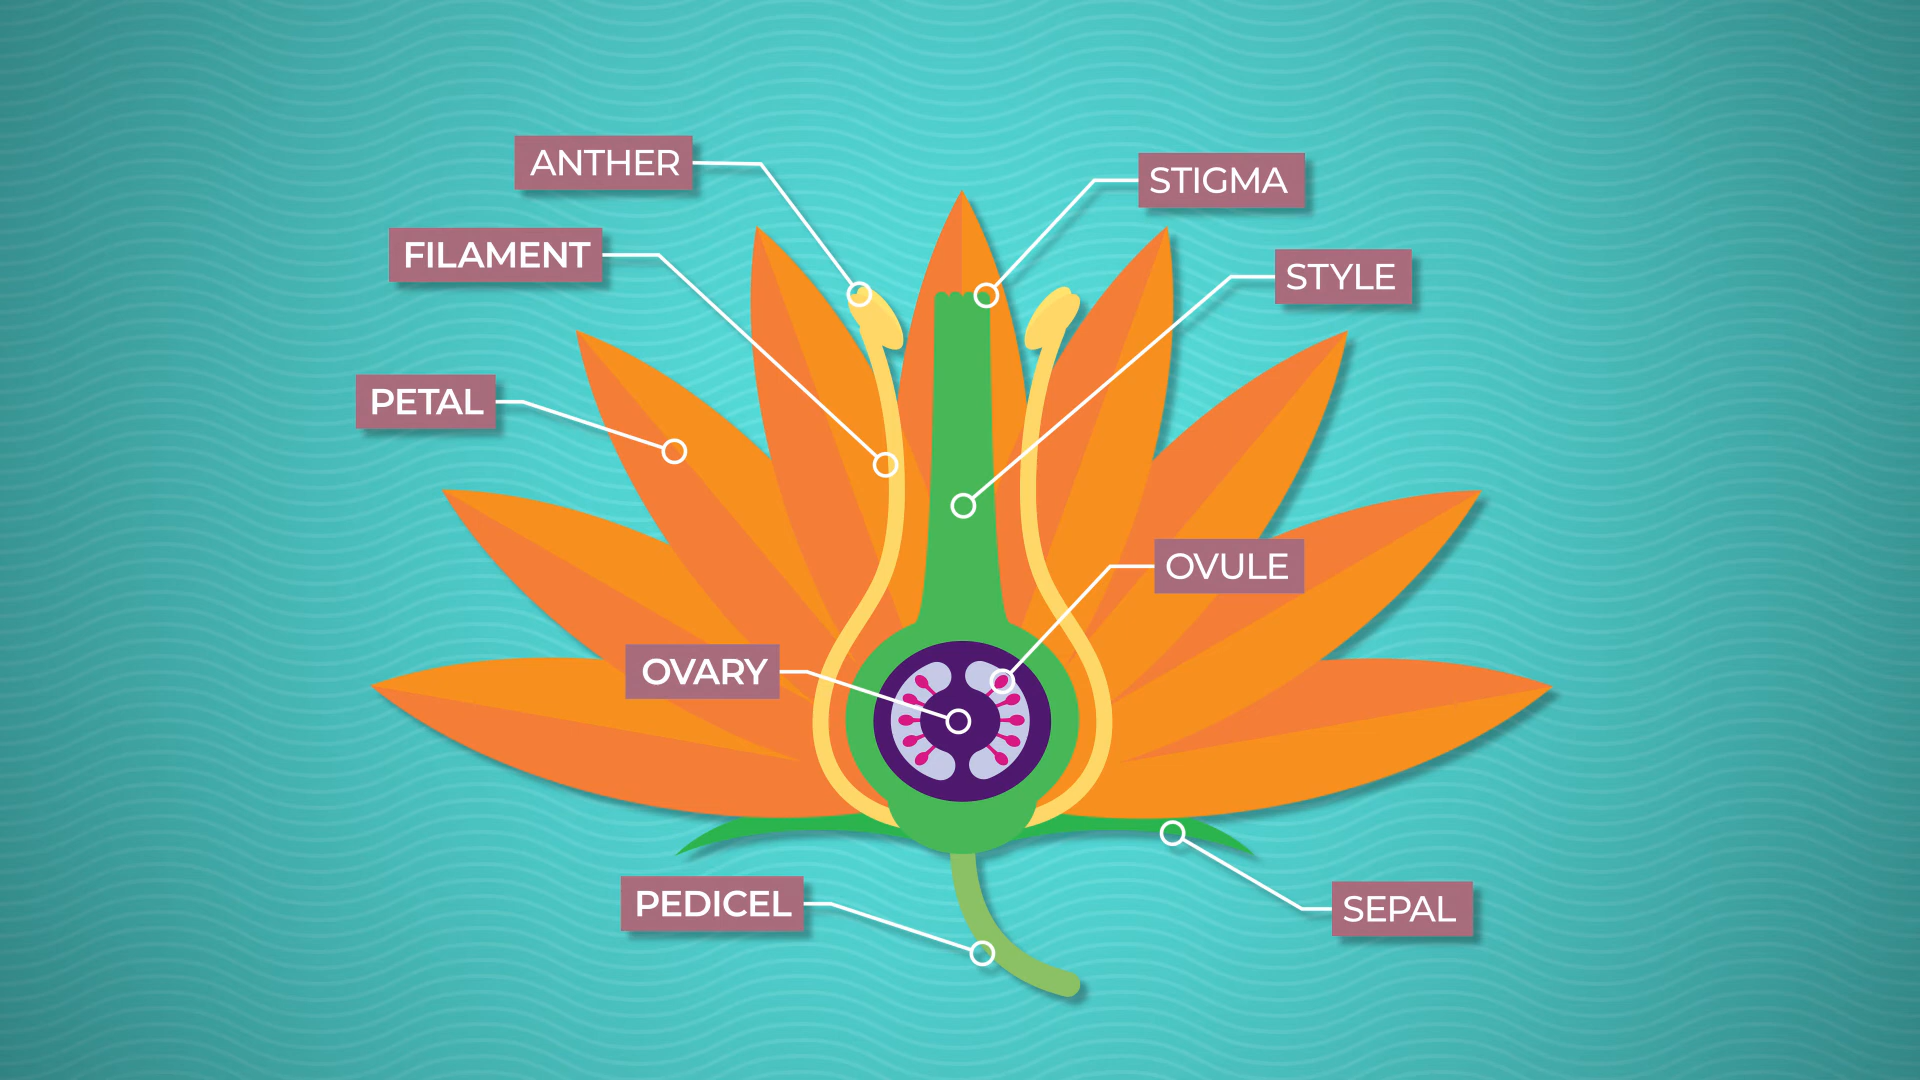 ANTHER
STIGMA
FILAMENT
STYLE
PETAL
OVULE
OVARY
PEDICEL
SEPAL